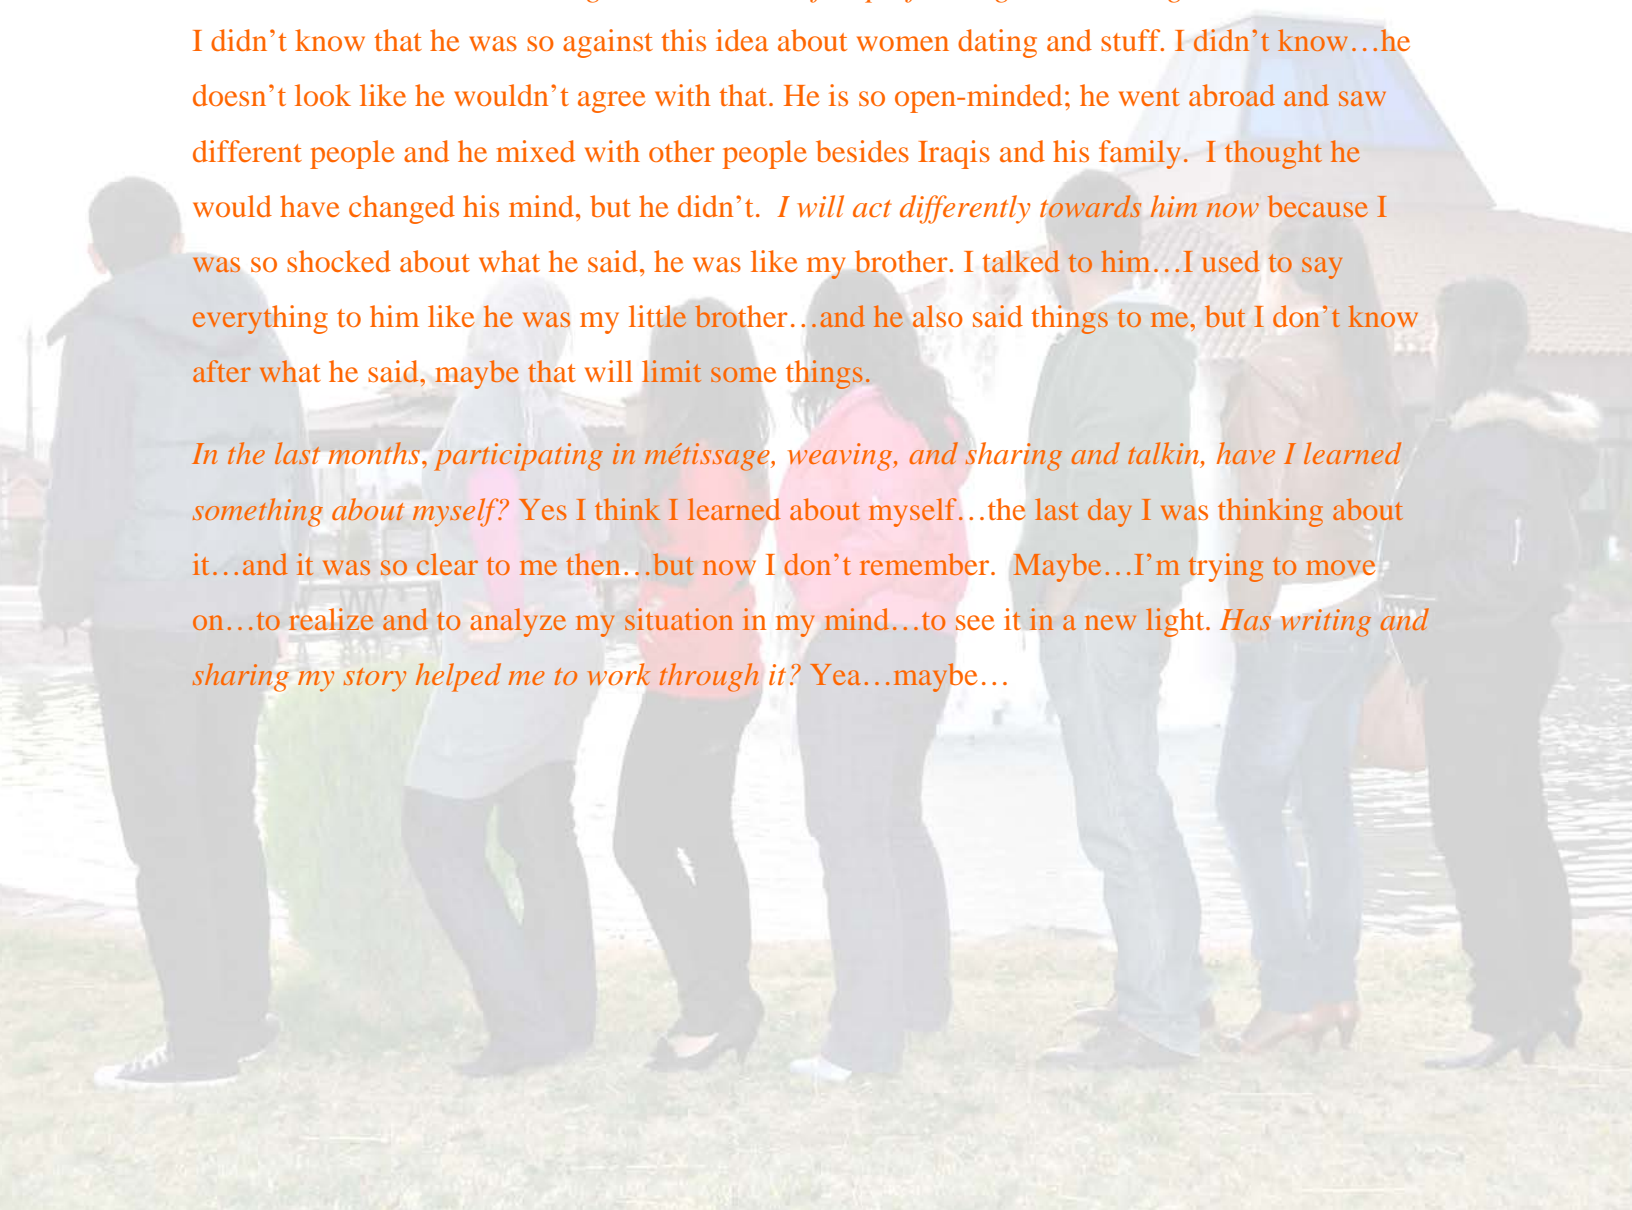 I didn’t know that he was so against this idea about women dating and stuff. I didn’t know…he
doesn’t look like he wouldn’t agree with that. He is so open-minded; he went abroad and saw
different people and he mixed with other people besides Iraqis and his family.  I thought he
would have changed his mind, but he didn’t.  I will act differently towards him now because I
was so shocked about what he said, he was like my brother. I talked to him…I used to say
everything to him like he was my little brother…and he also said things to me, but I don’t know
after what he said, maybe that will limit some things.
In the last months, participating in métissage, weaving, and sharing and talkin, have I learned
something about myself? Yes I think I learned about myself…the last day I was thinking about
it…and it was so clear to me then…but now I don’t remember.  Maybe…I’m trying to move
on…to realize and to analyze my situation in my mind…to see it in a new light. Has writing and
sharing my story helped me to work through it? Yea…maybe…